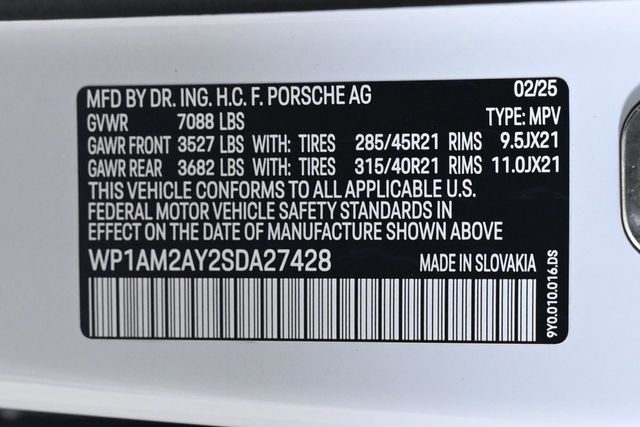 MFD BY DR. ING. H.C. F. PORSCHE AG 02/25
GVWR 7088 LBS TYPE: MPV
GAWR FRONT 3527 LBS WITH: TIRES 285/45R21 RIMS 9.5JX21
GAWR REAR 3682 LBS WITH: TIRES 315/40R21 RIMS 11.0JX21
THIS VEHICLE CONFORMS TO ALL APPLICABLE U.S.
FEDERAL MOTOR VEHICLE SAFETY STANDARDS IN
EFFECT ON THE DATE OF MANUFACTURE SHOWN ABOVE
WP1AM2AY2SDA27428 MADE IN SLOVAKIA
9Y0.010.016.DS